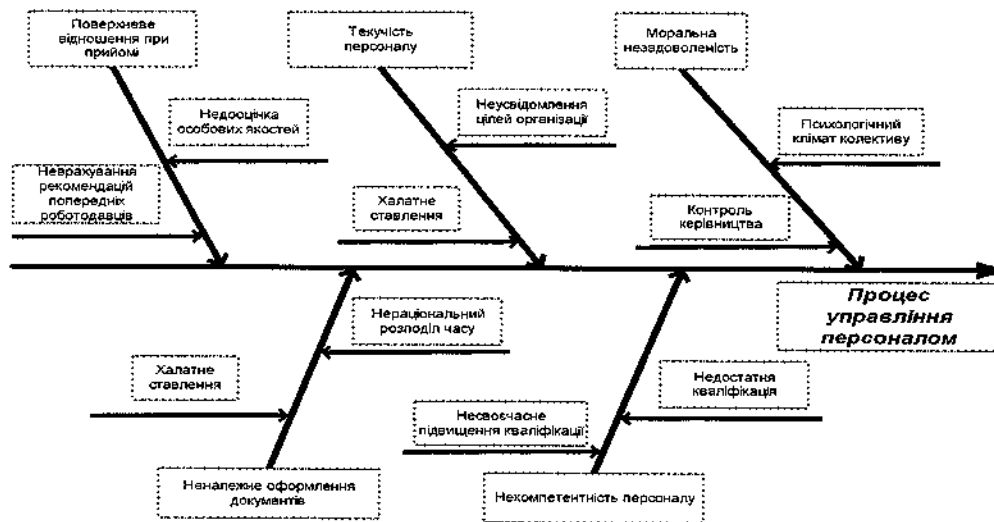 Поверхневе
відношення при
прийомі
Текучість
персоналу
Моральна
незадоволеність
Недооцінка
особових якостей
Неусвідомлення
цілей організації
Психологічний
клімат колективу
Неврахування
рекомендацій
попередніх
роботодавців
Халатне
ставлення
Контроль
керівництва
Процес
управління
персоналом
Нераціональний
розподіл часу
Халатне
ставлення
Недостатня
кваліфікація
Несвоєчасне
підвищення кваліфікації
Неналежне оформлення
документів
Некомпетентність персоналу